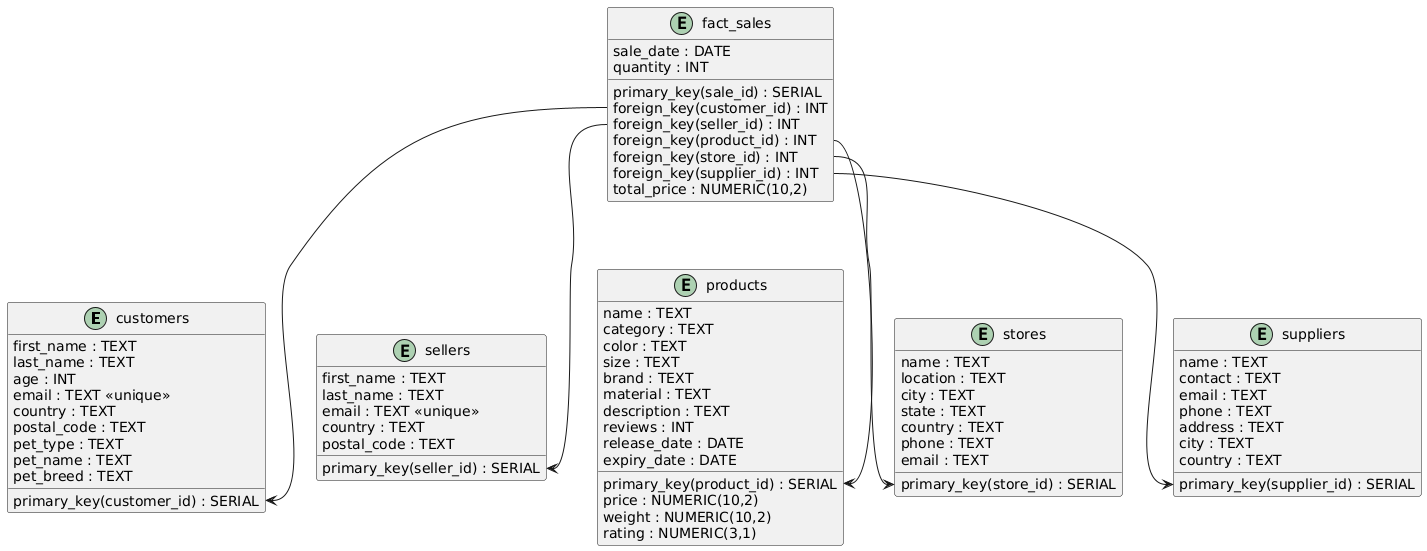 E fact_sales
sale_date : DATE
quantity : INT
primary_key(sale_id) : SERIAL
foreign_key(customer_id) : INT
foreign_key(seller_id) : INT
foreign_key(product_id) : INT
foreign_key(store_id) : INT
foreign_key(supplier_id) : INT
total_price : NUMERIC(10,2)
E customers
first_name : TEXT
last_name : TEXT
age : INT
email : TEXT «unique»
country : TEXT
postal_code : TEXT
pet_type : TEXT
pet_name : TEXT
pet_breed : TEXT
primary_key(customer_id) : SERIAL
E sellers
first_name : TEXT
last_name : TEXT
email : TEXT «unique»
country : TEXT
postal_code : TEXT
primary_key(seller_id) : SERIAL
E products
name : TEXT
category : TEXT
color : TEXT
size : TEXT
brand : TEXT
material : TEXT
description : TEXT
reviews : INT
release_date : DATE
expiry_date : DATE
primary_key(product_id) : SERIAL
price : NUMERIC(10,2)
weight : NUMERIC(10,2)
rating : NUMERIC(3,1)
E stores
name : TEXT
location : TEXT
city : TEXT
state : TEXT
country : TEXT
phone : TEXT
email : TEXT
primary_key(store_id) : SERIAL
E suppliers
name : TEXT
contact : TEXT
email : TEXT
phone : TEXT
address : TEXT
city : TEXT
country : TEXT
primary_key(supplier_id) : SERIAL